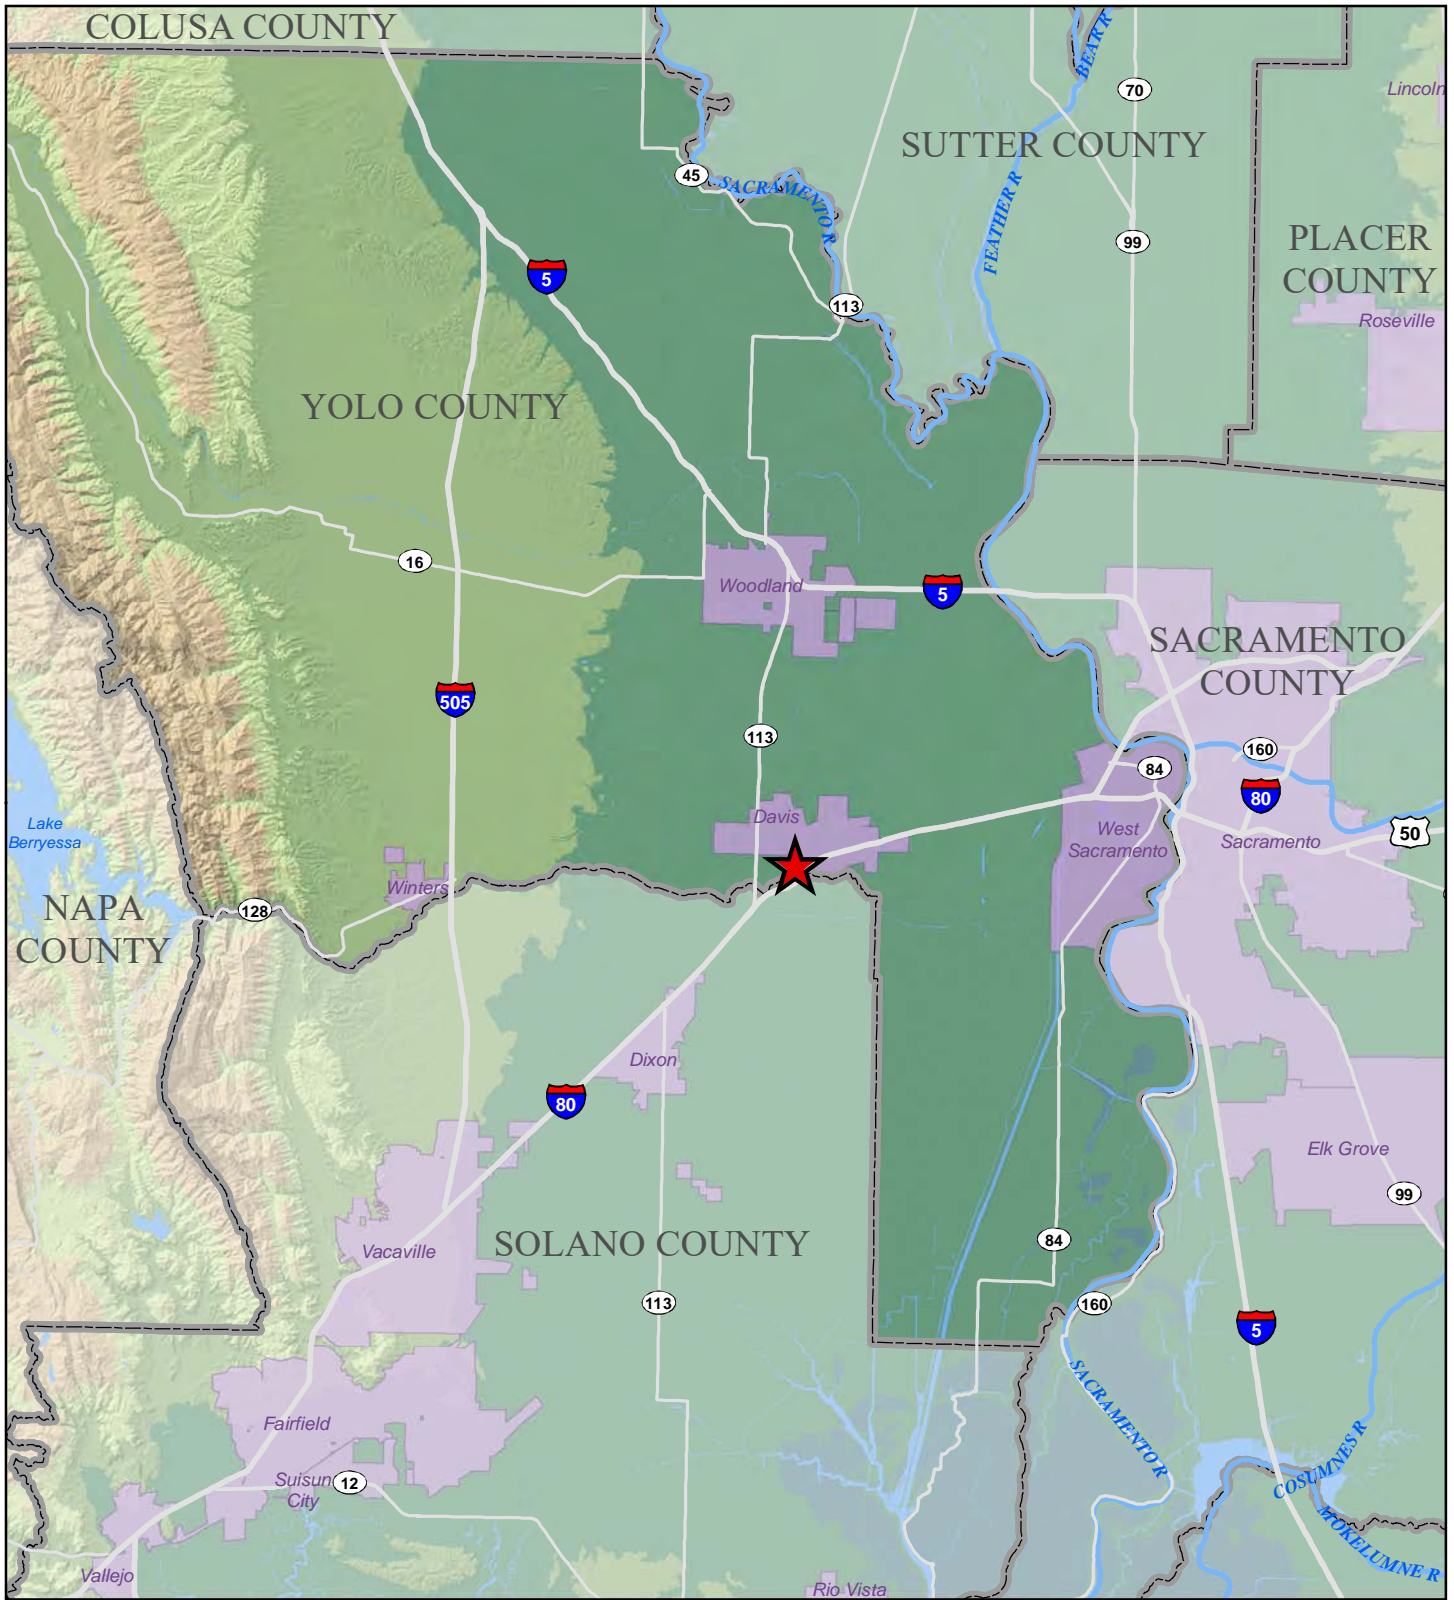 COLUSA COUNTY
BEAR R
70
Lincoln
SUTTER COUNTY
45
SACRAMENTO R
FEATHER R
99
PLACER
COUNTY
5
113
Roseville
YOLO COUNTY
16
Woodland
5
SACRAMENTO
COUNTY
505
113
160
84
80
Lake
Berryessa
Davis
West
Sacramento
Sacramento
50
Winters
NAPA
COUNTY
128
Dixon
80
Elk Grove
99
Vacaville
SOLANO COUNTY
84
113
160
5
SACRAMENTO R
Fairfield
Suisun
City
12
COSUMNES R
MOKELUMNE R
Vallejo
Rio Vista